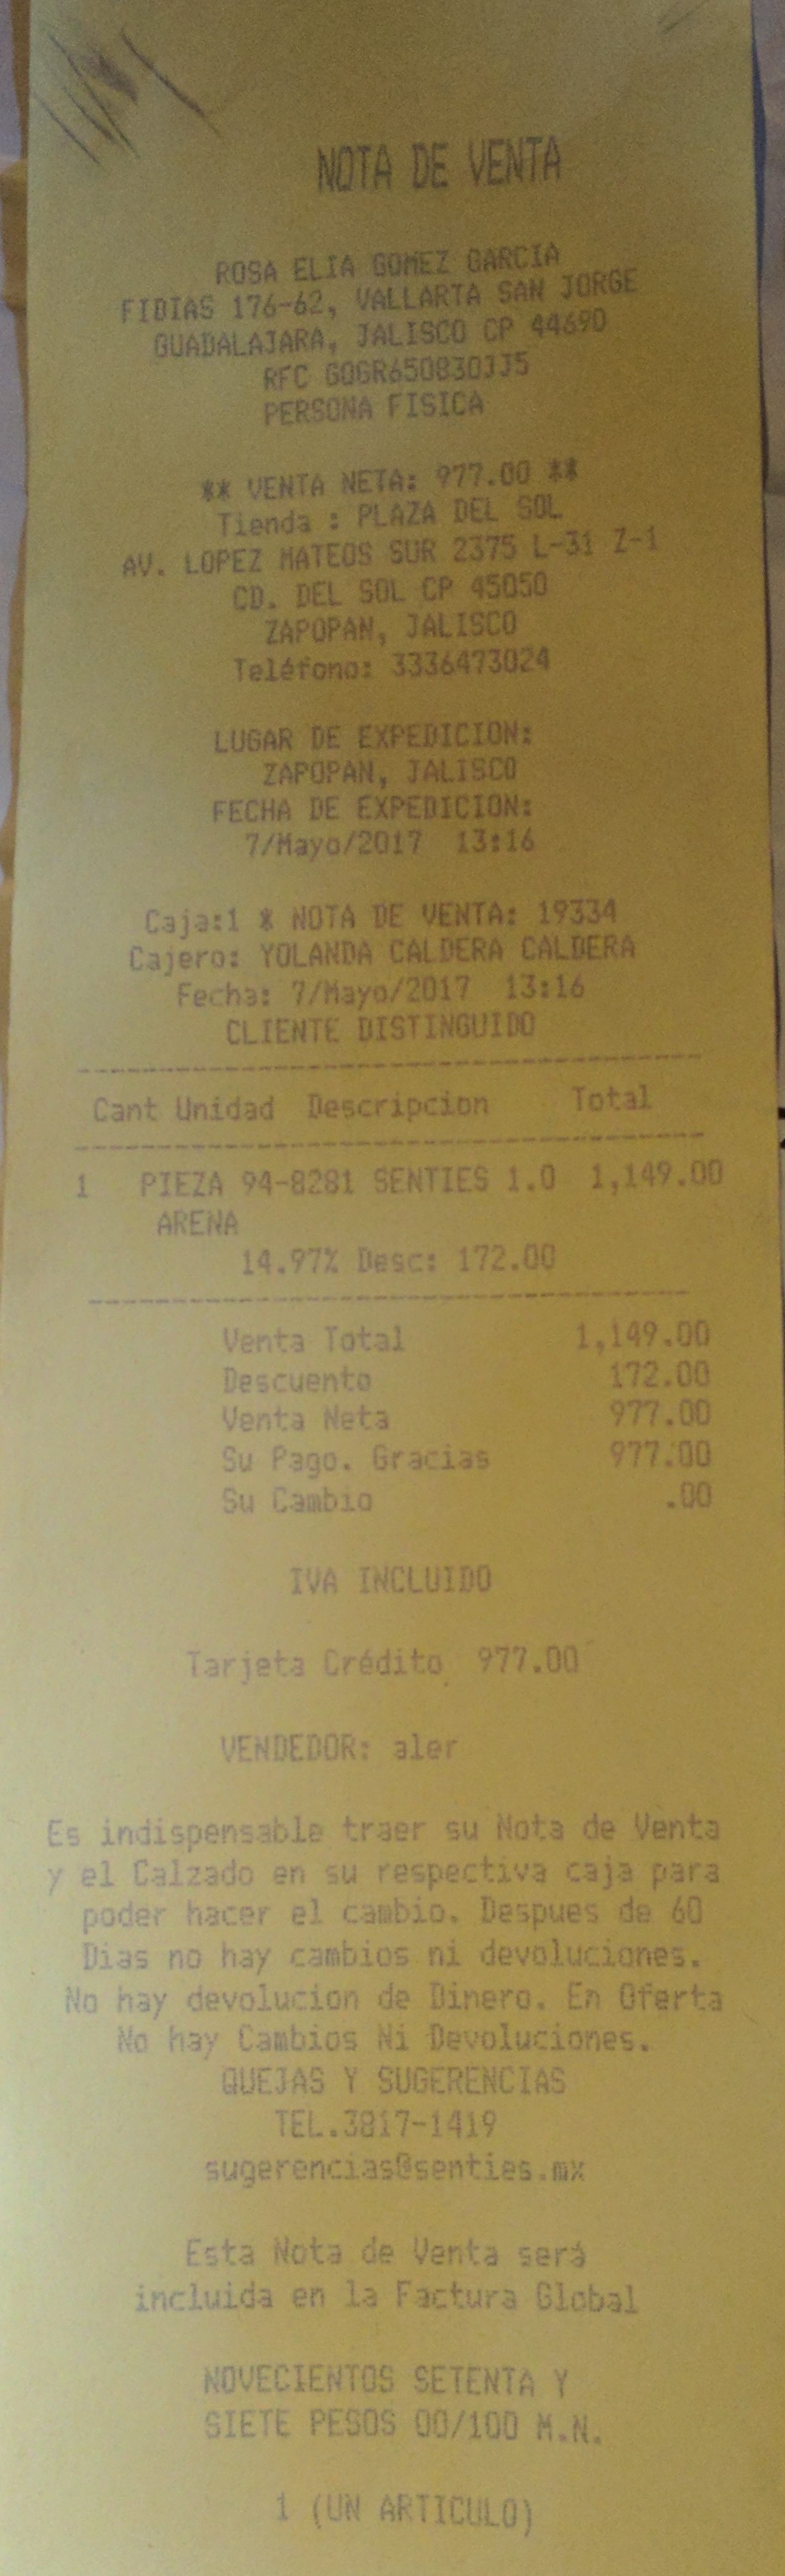 NOTA DE VENTA
ROSA ELIA GOMEZ GARCIA
FIDIAS 176-62, VALLARTA SAN JORGE
GUADALAJARA, JALISCO CP 44690
RFC GOGR650830JJ5
PERSONA FISICA
** VENTA NETA: 977.00 **
Tienda : PLAZA DEL SOL
AV. LOPEZ MATEOS SUR 2375 L-31 Z-1
CD. DEL SOL CP 45050
ZAPOPAN, JALISCO
Teléfono: 3336473024
LUGAR DE EXPEDICION:
ZAPOPAN, JALISCO
FECHA DE EXPEDICION:
7/Mayo/2017 13:16
Caja:1 * NOTA DE VENTA: 19334
Cajero: YOLANDA CALDERA CALDERA
Fecha: 7/Mayo/2017 13:16
CLIENTE DISTINGUIDO
Cant Unidad Descripcion Total
1 PIEZA 94-8281 SENTIES 1.0 1,149.00
ARENA
14.97% Desc: 172.00
Venta Total 1,149.00
Descuento 172.00
Venta Neta 977.00
Su Pago. Gracias 977.00
Su Cambio .00
IVA INCLUIDO
Tarjeta Crédito 977.00
VENDEDOR: aler
Es indispensable traer su Nota de Venta
y el Calzado en su respectiva caja para
poder hacer el cambio. Despues de 60
Dias no hay cambios ni devoluciones.
No hay devolucion de Dinero. En Oferta
No hay Cambios Ni Devoluciones.
QUEJAS Y SUGERENCIAS
TEL.3817-1419
sugerencias@senties.mx
Esta Nota de Venta será
incluida en la Factura Global
NOVECIENTOS SETENTA Y
SIETE PESOS 00/100 M.N.
1 (UN ARTICULO)